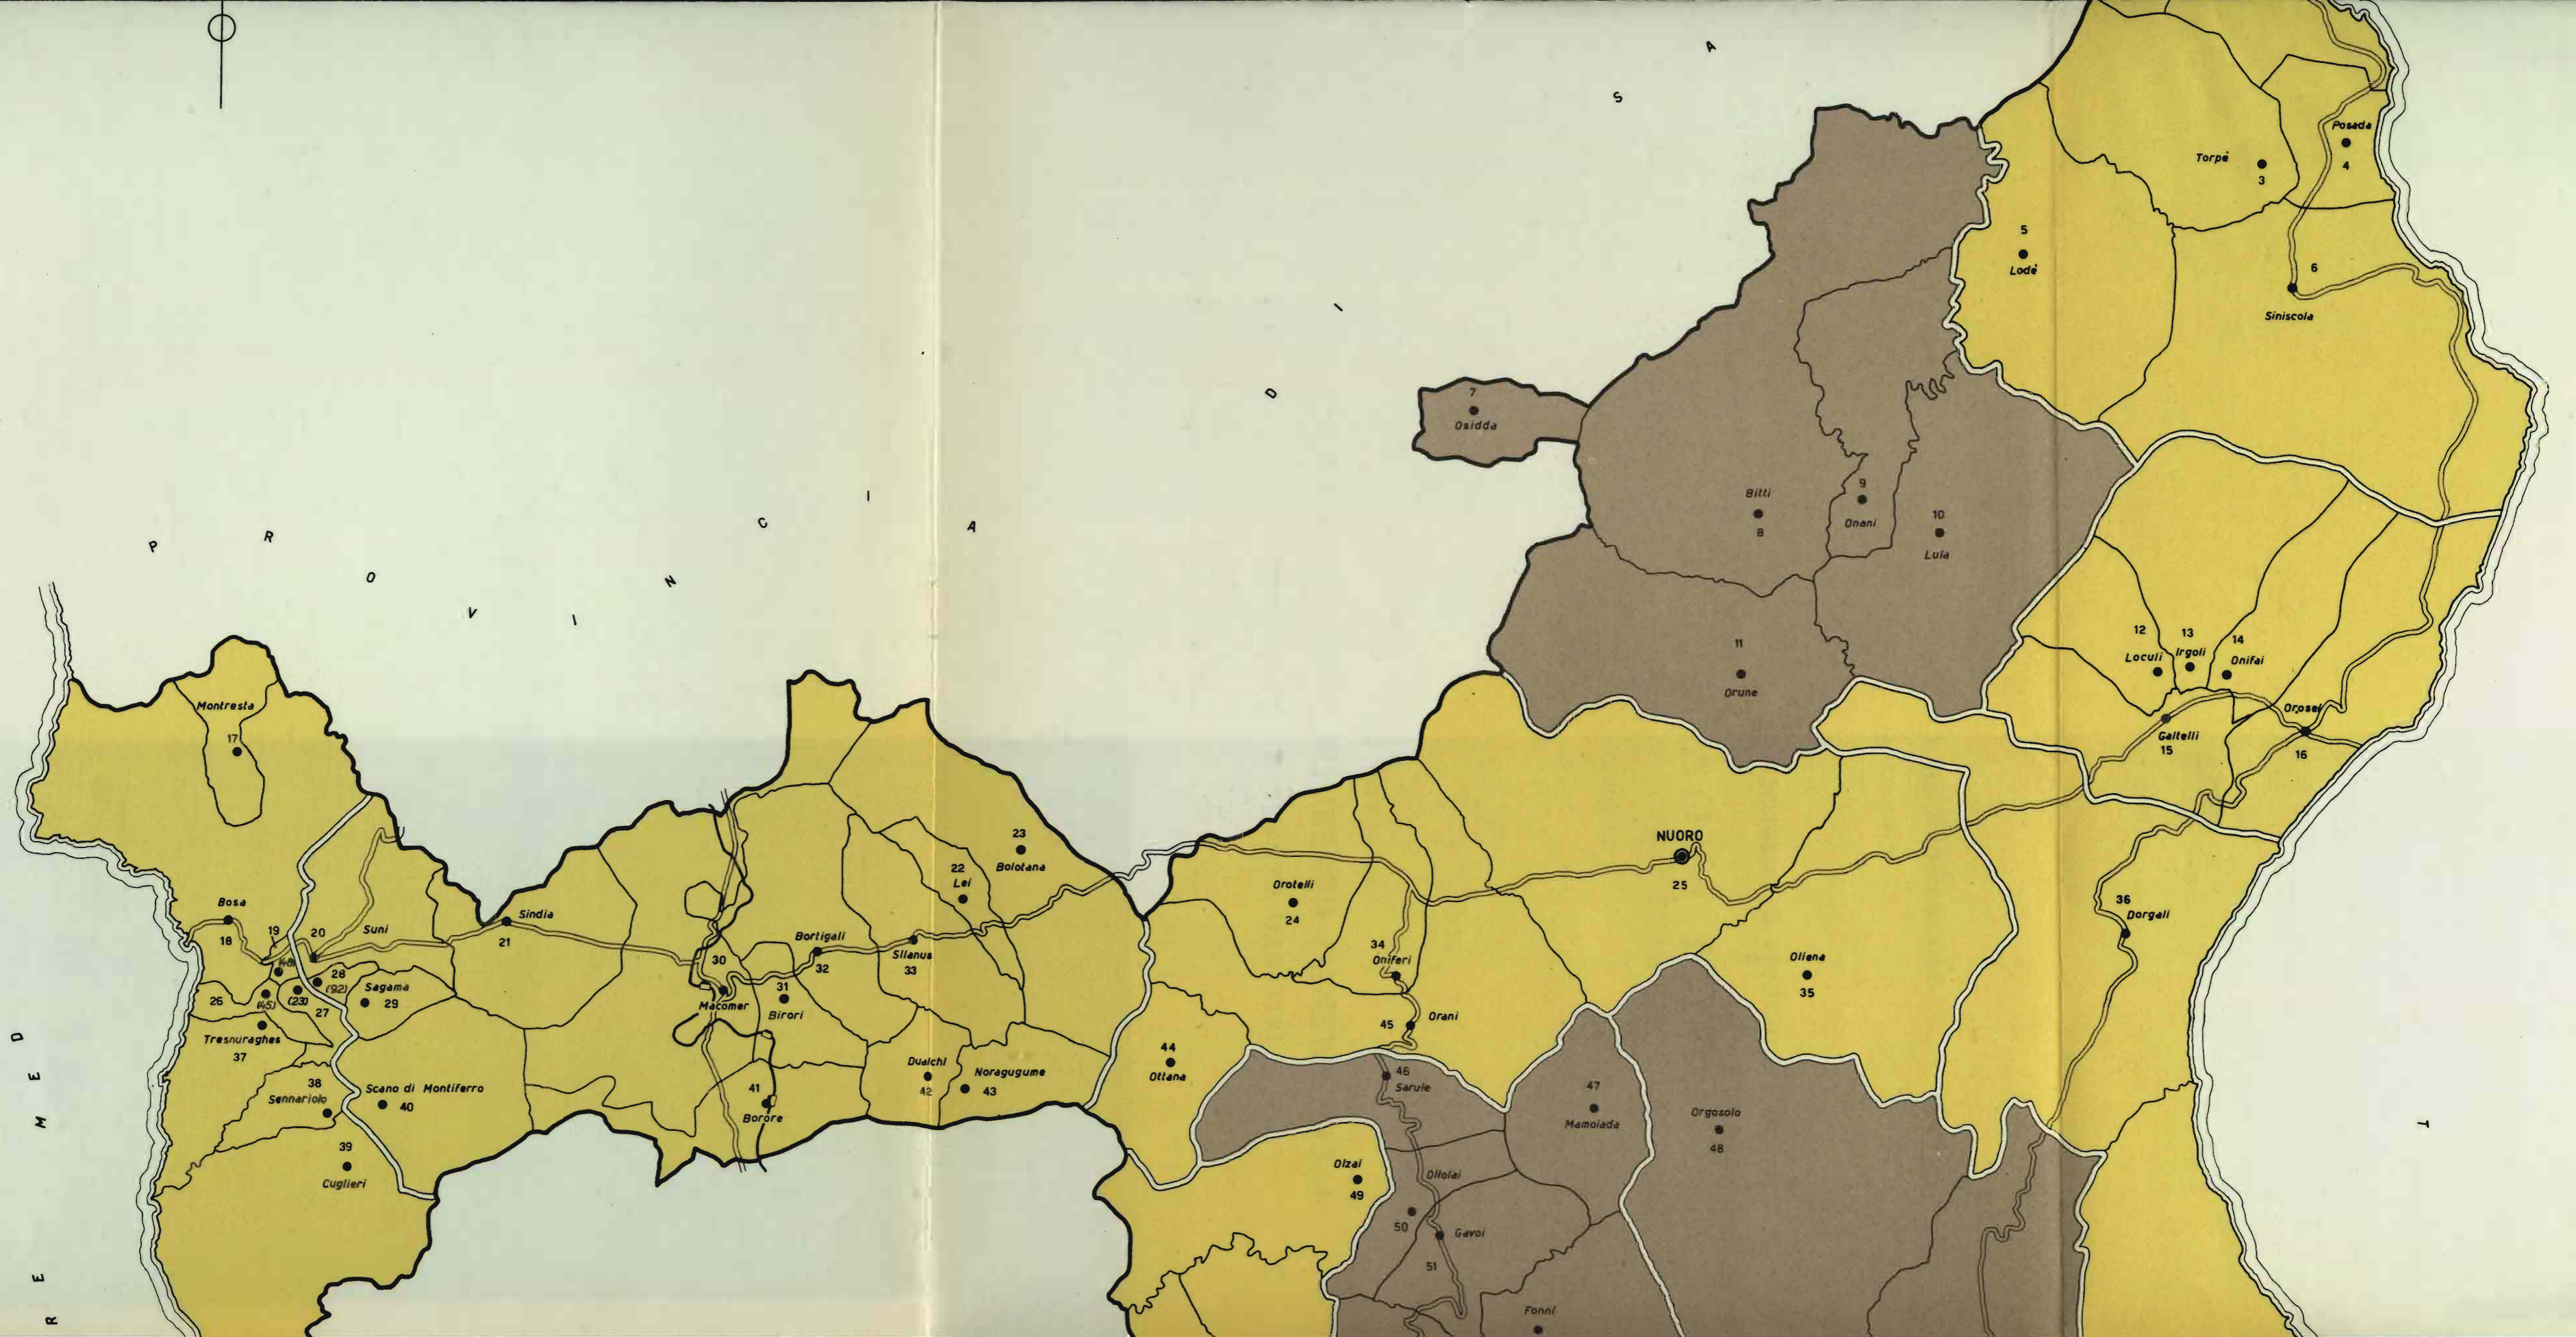 PROVINCIA DI SA
RE MED
T
Torpè
3
Posada
4
5
Lodè
6
Siniscola
7
Osidda
Bitti
8
9
Onani
10
Lula
11
Orune
12
Loculi
13
Irgoli
14
Onifai
Galtelli
15
Orosei
16
Montresta
17
Bosa
18
19
20
Suni
Sindia
21
22
Lei
23
Bolotana
Orotelli
24
NUORO
25
26
(45)
(23)
27
28
(92)
Sagama
29
30
Macomer
31
Birori
Bortigali
32
Silanus
33
34
Oniferi
Oliena
35
36
Dorgali
Tresnuraghes
37
38
Sennariolo
39
Cuglieri
Scano di Montiferro
40
41
Borore
Dualchi
42
Noragugume
43
44
Ottana
45
Orani
46
Sarule
47
Mamoiada
Orgosolo
48
Olzai
49
Ollolai
50
Gavoi
51
Fonni